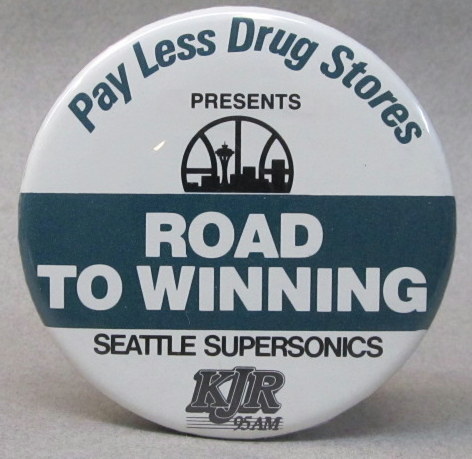 Pay Less Drug Stores
PRESENTS
ROAD
TO WINNING
SEATTLE SUPERSONICS
KJR
95AM